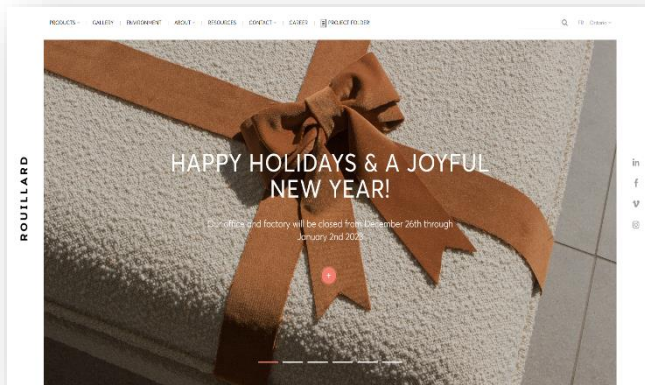 PRODUCTS GALLERY ENVIRONMENT ABOUT RESOURCES CONTACT CAREER PROJECT FOLDER
FR Ontario
ROUILLARD
HAPPY HOLIDAYS & A JOYFUL
NEW YEAR!
Our office and factory will be closed from December 26th through
January 2nd 2023